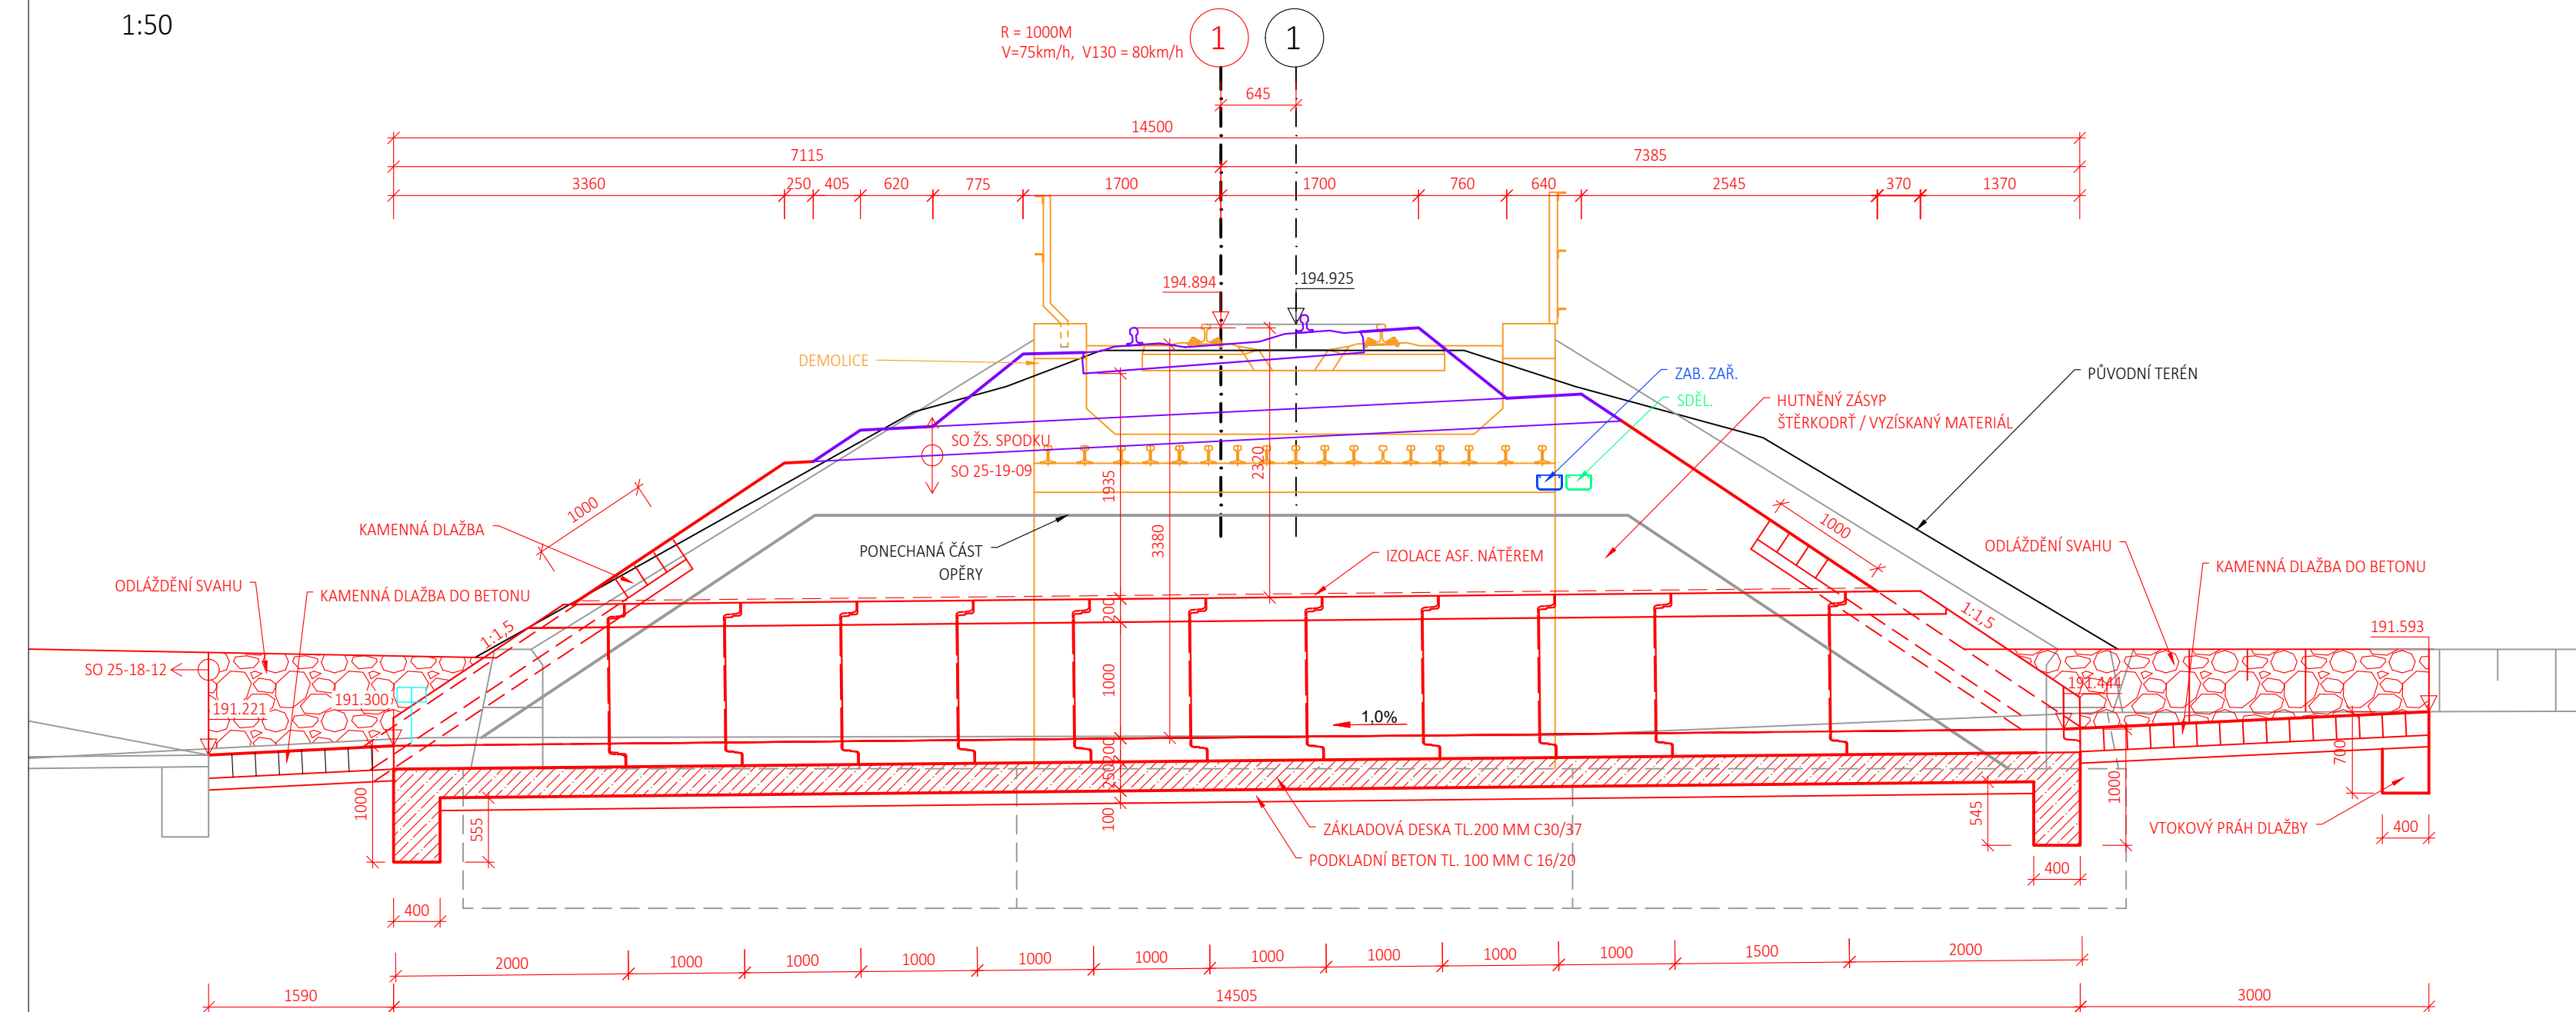 1:50
R = 1000M
V=75km/h, V130 = 80km/h
1
1
645
14500
7115
7385
3360
250
405
620
775
1700
1700
760
640
2545
370
1370
194.894
194.925
DEMOLICE
ZAB. ZAŘ.
SDĚL.
PŮVODNÍ TERÉN
HUTNĚNÝ ZÁSYP
ŠTĚRKODRŤ / VYZÍSKANÝ MATERIÁL
SO ŽS. SPODKU
SO 25-19-09
1935
2320
3380
1000
1000
KAMENNÁ DLAŽBA
PONECHANÁ ČÁST
OPĚRY
IZOLACE ASF. NÁTĚREM
ODLÁŽDĚNÍ SVAHU
KAMENNÁ DLAŽBA DO BETONU
ODLÁŽDĚNÍ SVAHU
KAMENNÁ DLAŽBA DO BETONU
1:1,5
1:1,5
200
1000
200
250
100
191.593
SO 25-18-12
191.221
191.300
191.444
1,0%
1000
555
545
1000
700
ZÁKLADOVÁ DESKA TL.200 MM C30/37
PODKLADNÍ BETON TL. 100 MM C 16/20
VTOKOVÝ PRÁH DLAŽBY
400
400
400
2000
1000
1000
1000
1000
1000
1000
1000
1000
1000
1500
2000
1590
14505
3000